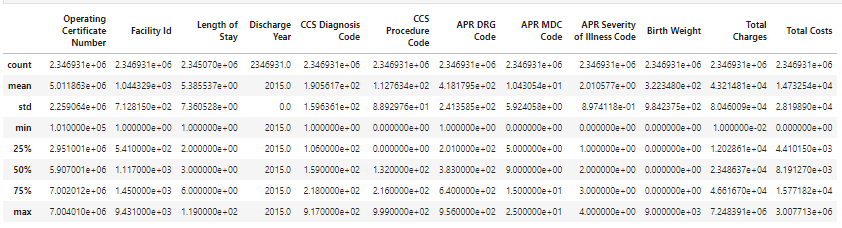 Operating Certificate Number Facility Id Length of Stay Discharge Year CCS Diagnosis Code CCS Procedure Code APR DRG Code APR MDC Code APR Severity of Illness Code Birth Weight Total Charges Total Costs
count 2.346931e+06 2.346931e+06 2.345070e+06 2346931.0 2.346931e+06 2.346931e+06 2.346931e+06 2.346931e+06 2.346931e+06 2.346931e+06 2.346931e+06 2.346931e+06
mean 5.011863e+06 1.044329e+03 5.385537e+00 2015.0 1.905617e+02 1.127634e+02 4.181795e+02 1.043054e+01 2.010577e+00 3.223480e+02 4.321481e+04 1.473254e+04
std 2.259064e+06 7.128150e+02 7.360528e+00 0.0 1.596361e+02 8.892976e+01 2.413585e+02 5.924058e+00 8.974118e-01 9.842375e+02 8.046009e+04 2.819890e+04
min 1.010000e+05 1.000000e+00 1.000000e+00 2015.0 1.000000e+00 0.000000e+00 1.000000e+00 0.000000e+00 0.000000e+00 0.000000e+00 1.000000e-02 0.000000e+00
25% 2.951001e+06 5.410000e+02 2.000000e+00 2015.0 1.060000e+02 0.000000e+00 2.010000e+02 5.000000e+00 1.000000e+00 0.000000e+00 1.202861e+04 4.410150e+03
50% 5.907001e+06 1.117000e+03 3.000000e+00 2015.0 1.590000e+02 1.320000e+02 3.830000e+02 9.000000e+00 2.000000e+00 0.000000e+00 2.348637e+04 8.191270e+03
75% 7.002012e+06 1.450000e+03 6.000000e+00 2015.0 2.180000e+02 2.160000e+02 6.400000e+02 1.500000e+01 3.000000e+00 0.000000e+00 4.661670e+04 1.577182e+04
max 7.004010e+06 9.431000e+03 1.190000e+02 2015.0 9.170000e+02 9.990000e+02 9.560000e+02 2.500000e+01 4.000000e+00 9.000000e+03 7.248391e+06 3.007713e+06